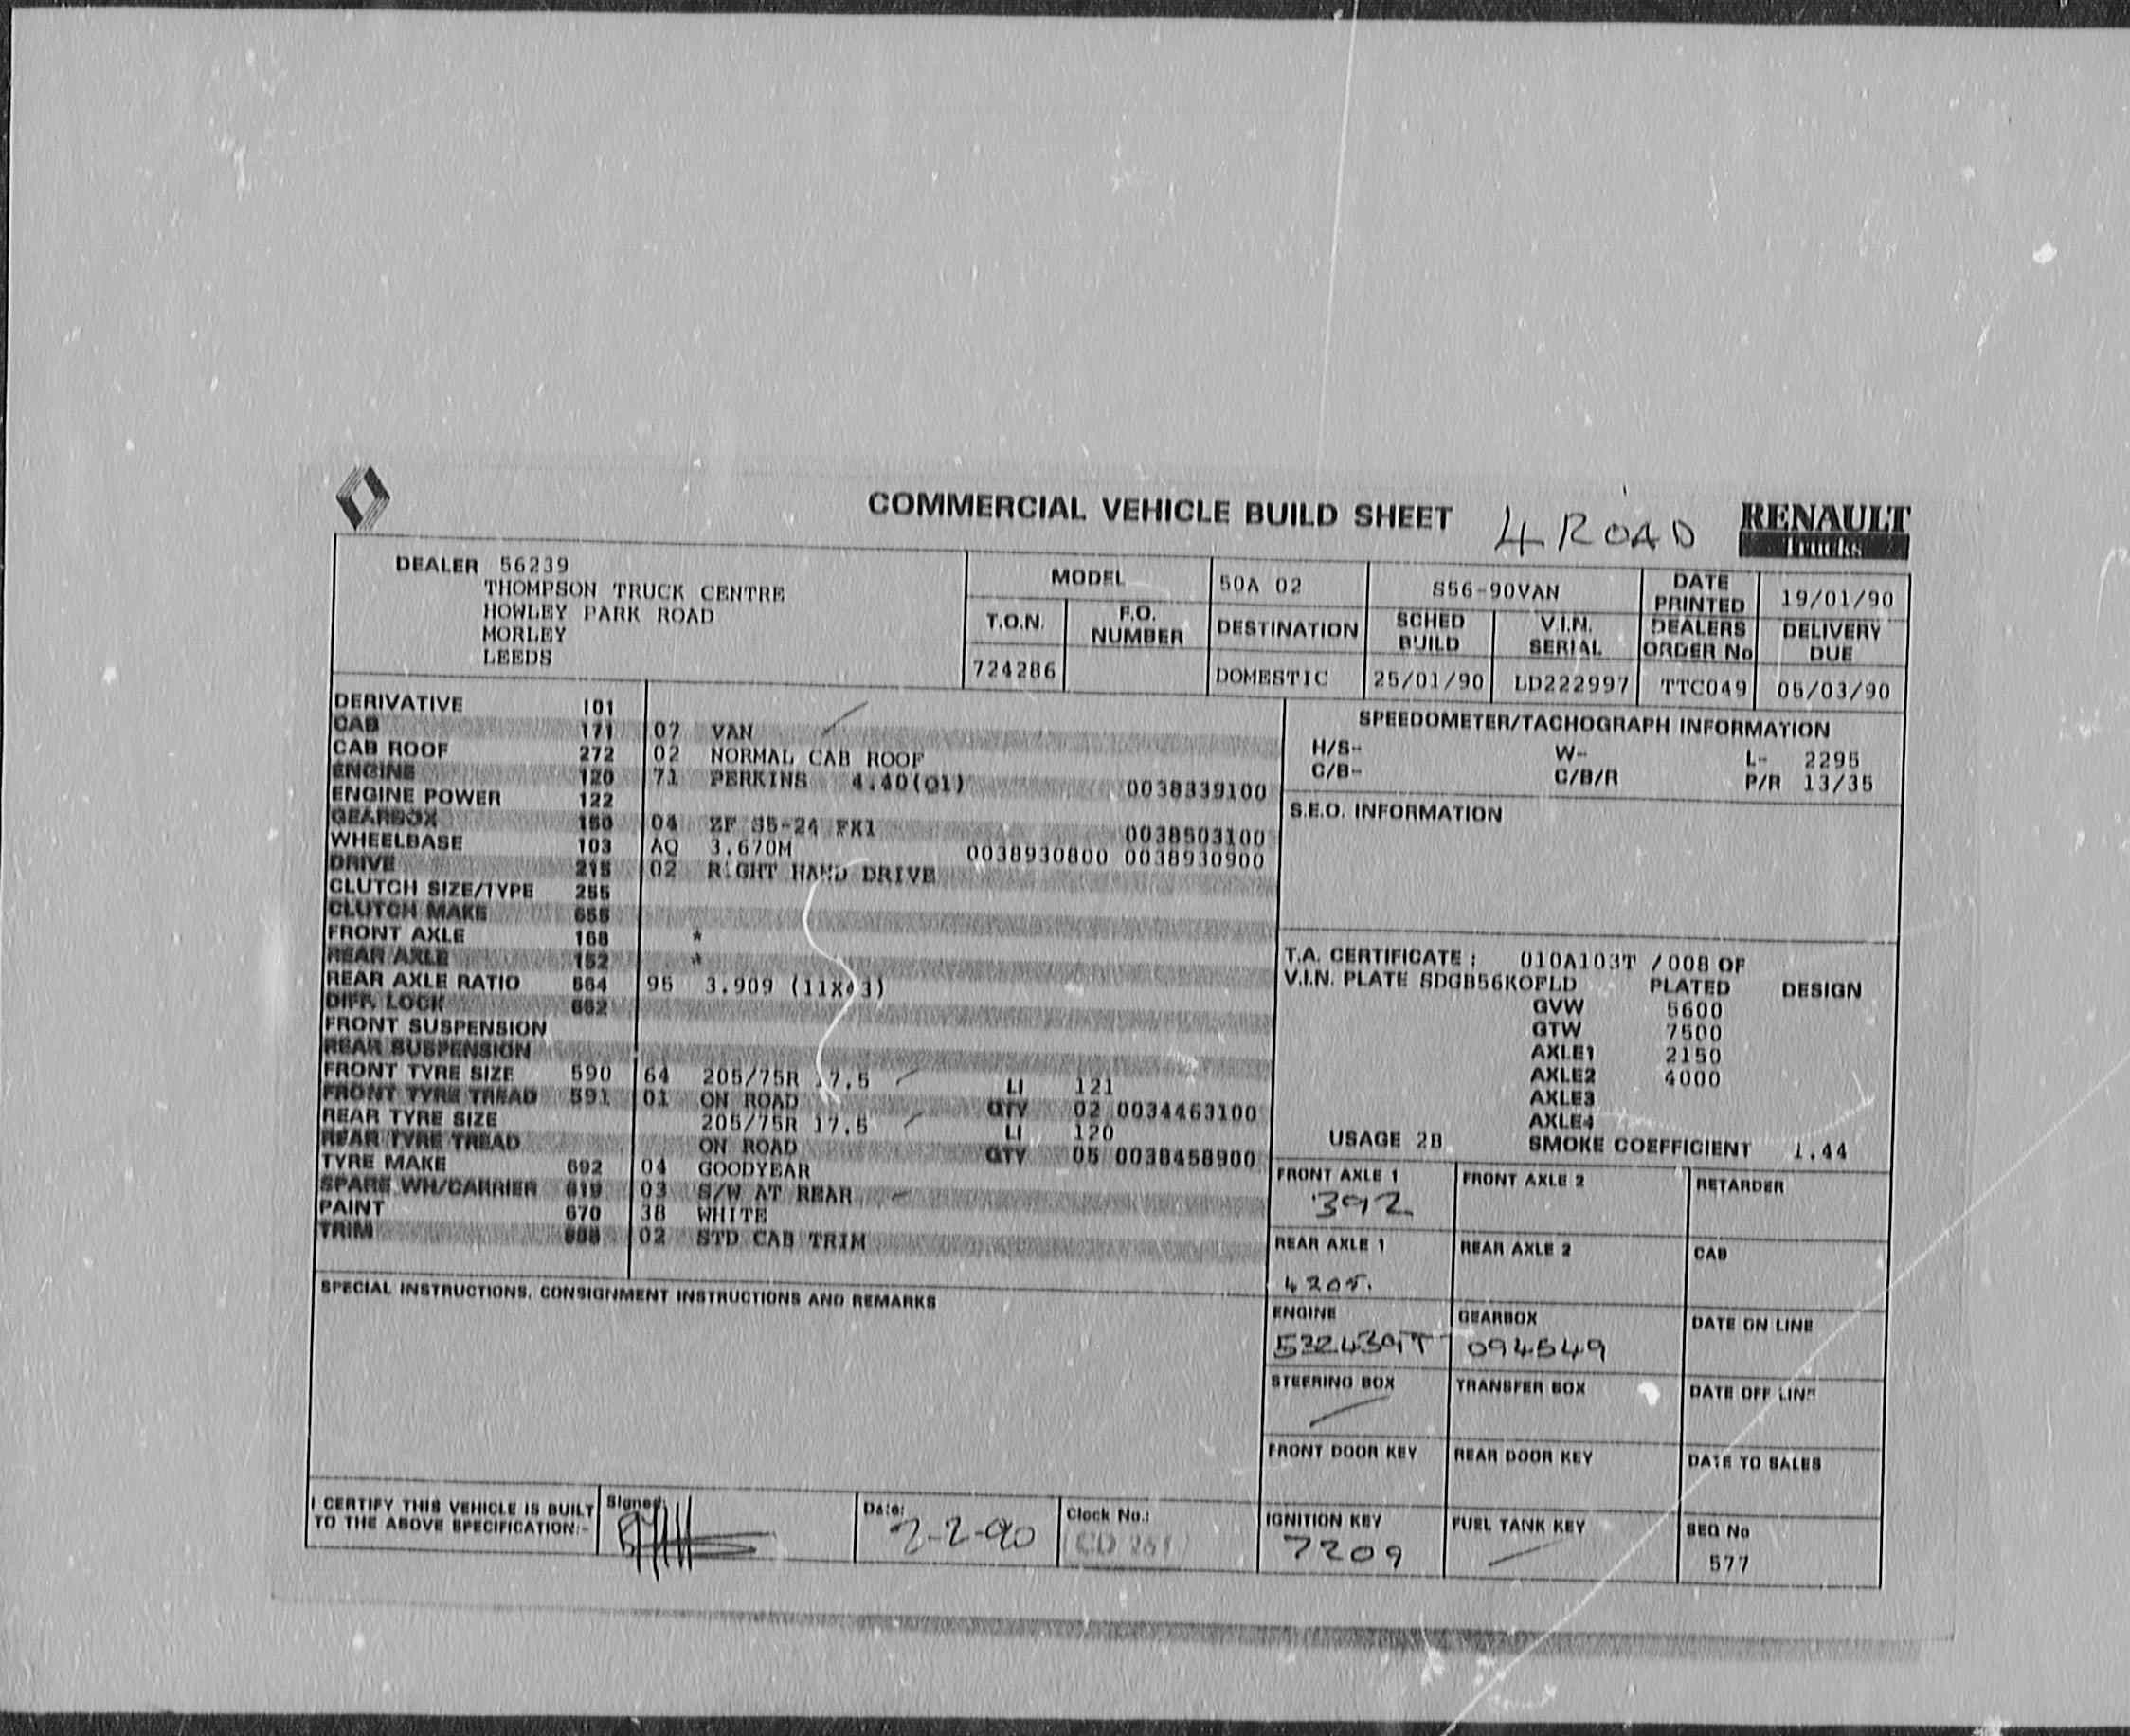 COMMERCIAL VEHICLE BUILD SHEET 4 ROAD RENAULT
Trucks
DEALER 56239
THOMPSON TRUCK CENTRE
HOWLEY PARK ROAD
MORLEY
LEEDS
MODEL 50A 02 S56-90VAN DATE PRINTED 19/01/90
T.O.N. F.O. NUMBER DESTINATION SCHED BUILD V.I.N. SERIAL DEALERS ORDER No DELIVERY DUE
724286 DOMESTIC 25/01/90 LD222997 TTC049 05/03/90
DERIVATIVE 101
CAB 171 07 VAN
CAB ROOF 272 02 NORMAL CAB ROOF
ENGINE 120 71 PERKINS 4.40(01) 0038339100
ENGINE POWER 122
GEARBOX 150 04 ZF S5-24 FX1 0038503100
WHEELBASE 103 AQ 3.670M 0038930800 0038930900
DRIVE 215 02 RIGHT HAND DRIVE
CLUTCH SIZE/TYPE 255
CLUTCH MAKE 655
FRONT AXLE 168 *
REAR AXLE 152 *
REAR AXLE RATIO 564 95 3.909 (11X43)
DIFF. LOCK 662
FRONT SUSPENSION
REAR SUSPENSION
FRONT TYRE SIZE 590 64 205/75R 17.5 LI 121
FRONT TYRE TREAD 591 01 ON ROAD QTY 02 0034463100
REAR TYRE SIZE 205/75R 17.5 LI 120
REAR TYRE TREAD ON ROAD QTY 05 0038458900
TYRE MAKE 692 04 GOODYEAR
SPARE WH/CARRIER 619 03 S/W AT REAR
PAINT 670 38 WHITE
TRIM 02 STD CAB TRIM
SPECIAL INSTRUCTIONS, CONSIGNMENT INSTRUCTIONS AND REMARKS
SPEEDOMETER/TACHOGRAPH INFORMATION
H/S- W- L- 2295
C/B- C/B/R P/R 13/35
S.E.O. INFORMATION
T.A. CERTIFICATE : 010A103T /008 OF
V.I.N. PLATE SDGB56KOFLD PLATED DESIGN
GVW 5600
GTW 7500
AXLE1 2150
AXLE2 4000
AXLE3
AXLE4
USAGE 2B SMOKE COEFFICIENT 1.44
FRONT AXLE 1 FRONT AXLE 2 RETARDER
392
REAR AXLE 1 REAR AXLE 2 CAB
4205.
ENGINE GEARBOX DATE ON LINE
532439T 094549
STEERING BOX TRANSFER BOX DATE OFF LINE
FRONT DOOR KEY REAR DOOR KEY DATE TO SALES
IGNITION KEY FUEL TANK KEY SEQ No
7209 577
I CERTIFY THIS VEHICLE IS BUILT
TO THE ABOVE SPECIFICATION:-
Signed:
Date: 2-2-90
Clock No.:
CD 261